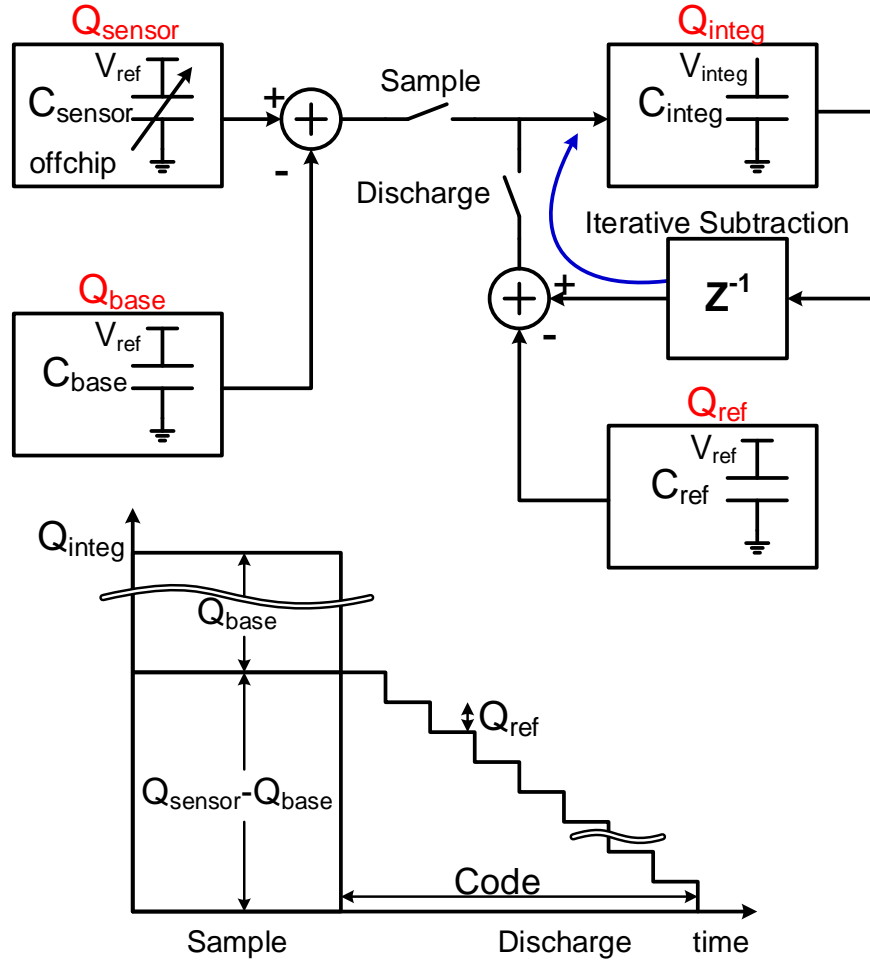 Qsensor
Vref
Csensor
offchip
+
-
Sample
Discharge
Qinteg
Vinteg
Cinteg
Iterative Subtraction
Z-1
+
-
Qbase
Vref
Cbase
Qref
Vref
Cref
Qinteg
Qbase
Qref
Qsensor-Qbase
Code
Sample
Discharge
time